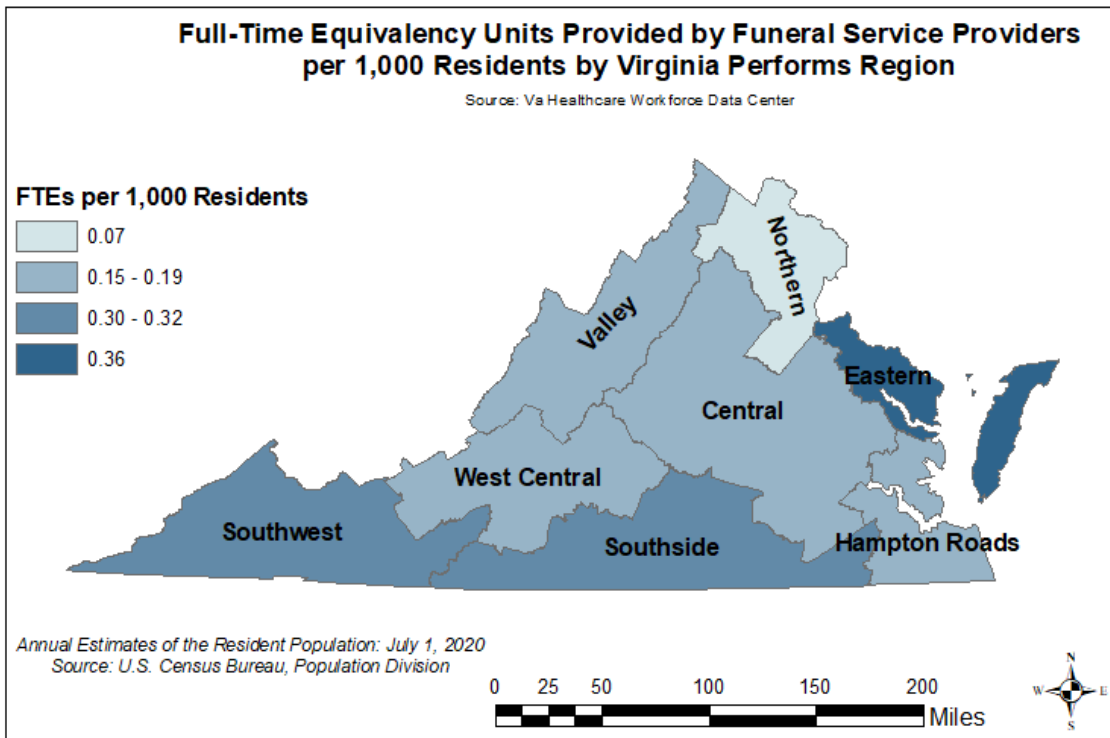 Full-Time Equivalency Units Provided by Funeral Service Providers
per 1,000 Residents by Virginia Performs Region
Source: Va Healthcare Workforce Data Center
FTEs per 1,000 Residents
0.07
0.15 - 0.19
0.30 - 0.32
0.36
Northern
Valley
Eastern
Central
West Central
Southwest
Southside
Hampton Roads
Annual Estimates of the Resident Population: July 1, 2020
Source: U.S. Census Bureau, Population Division
0 25 50 100 150 200
Miles
N
W E
S